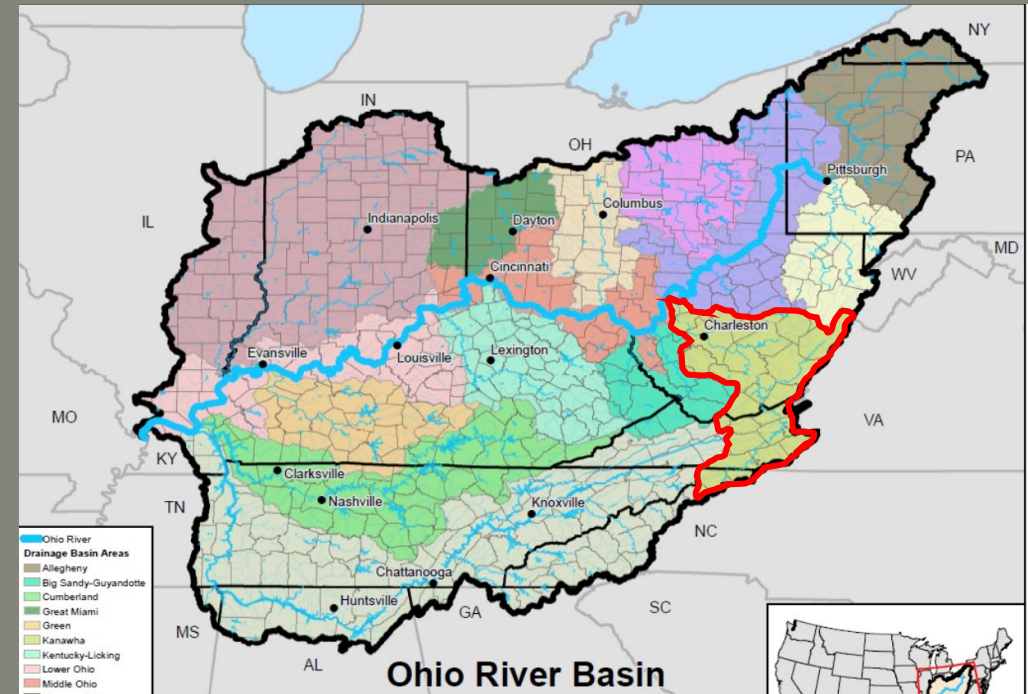 NY
IN
OH
PA
Pittsburgh
IL
Columbus
Indianapolis
Dayton
MD
Cincinnati
WV
Charleston
Evansville
Louisville
Lexington
MO
VA
KY
Clarksville
Nashville
Knoxville
TN
NC
Ohio River
Drainage Basin Areas
Allegheny
Big Sandy-Guyandotte
Cumberland
Great Miami
Green
Kanawha
Kentucky-Licking
Lower Ohio
Middle Ohio
Chattanooga
Huntsville
GA
SC
MS
AL
Ohio River Basin